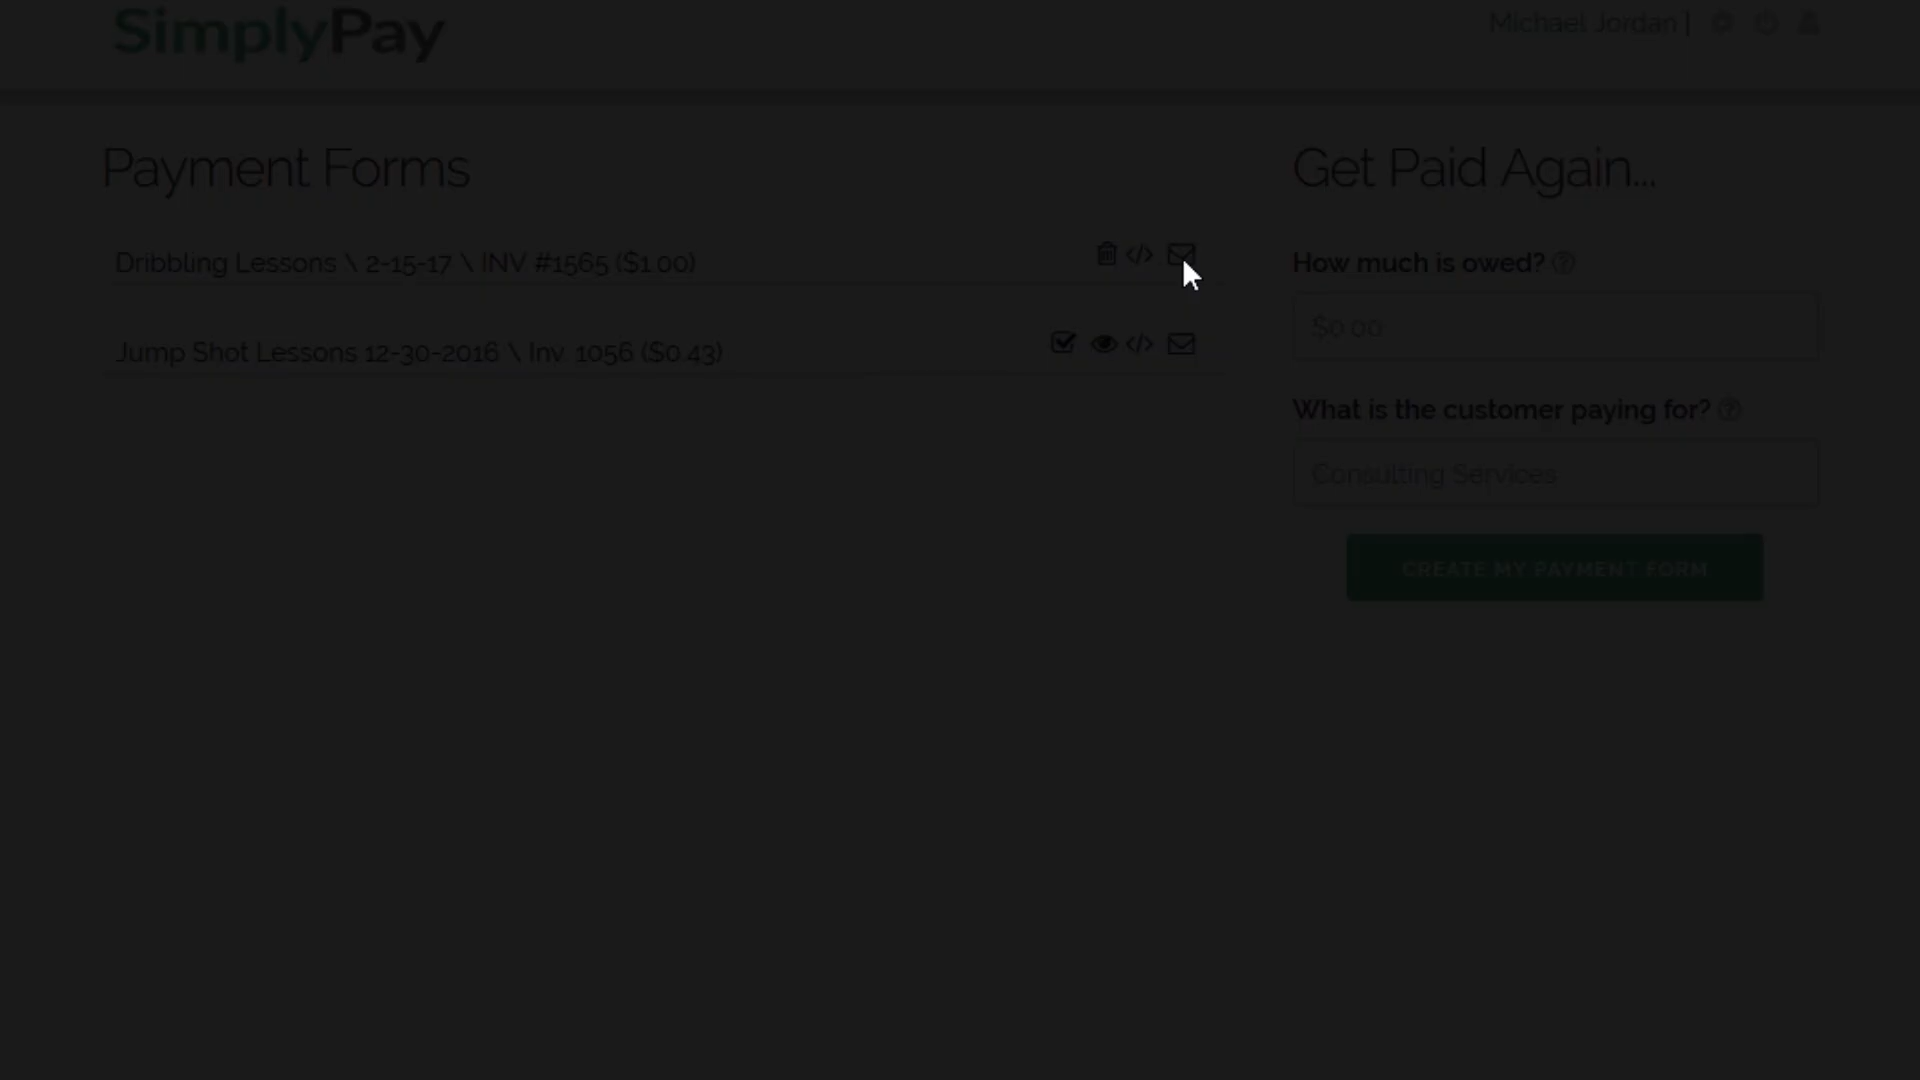 SimplyPay
Michael Jordan |
Payment Forms
Get Paid Again...
Dribbling Lessons \ 2-15-17 \ INV #1565 ($1.00)
How much is owed?
$0.00
Jump Shot Lessons 12-30-2016 \ Inv. 1056 ($0.43)
What is the customer paying for?
Consulting Services
CREATE MY PAYMENT FORM